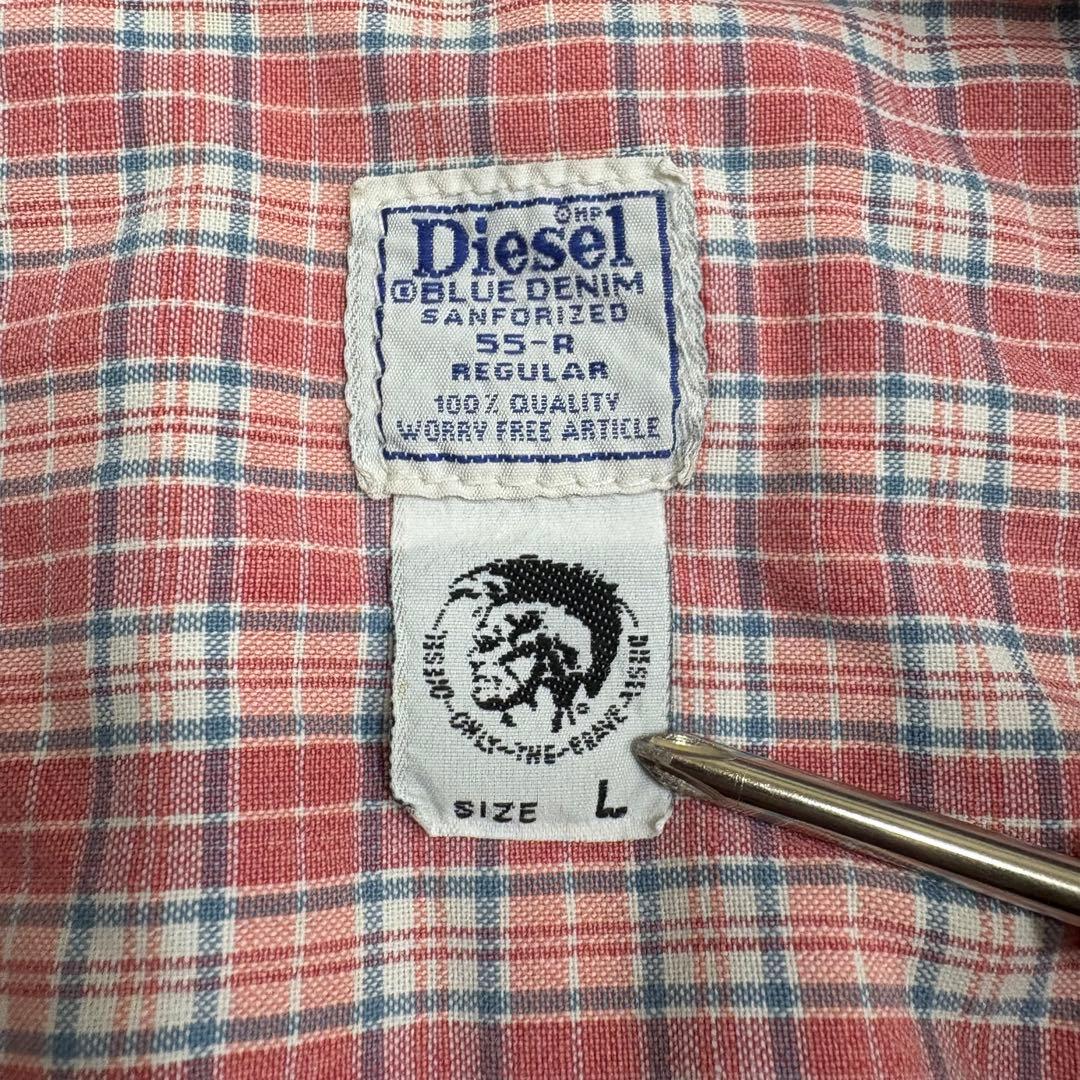 Diesel
BLUE DENIM
SANFORIZED
55-R
REGULAR
100% QUALITY
WORRY FREE ARTICLE
DIESEL~ONLY~THE~BRAVE~DIESEL
SIZE L